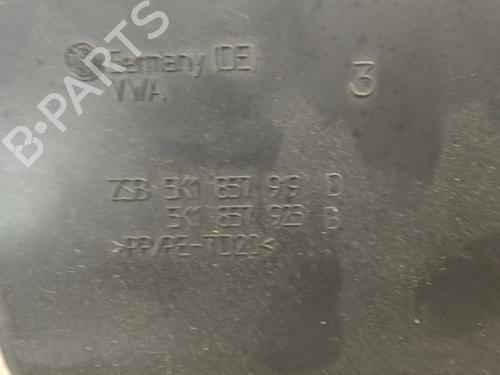 B-PARTS
Germany (DE)
VWA
3
ZSB 5K1 857 919 D
5K1 857 923 B
>PP/PE-TD20<